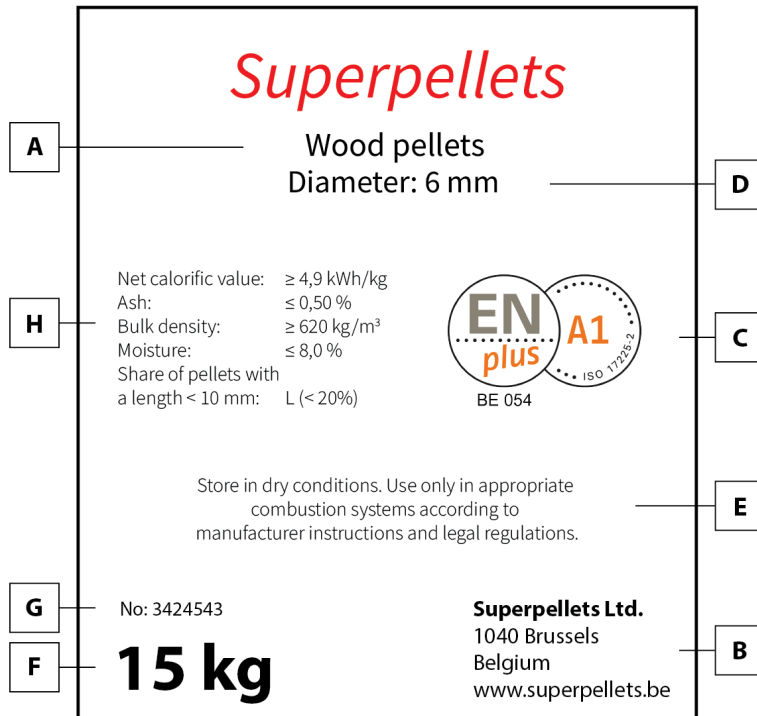 Superpellets
A
Wood pellets
Diameter: 6 mm
D
H
Net calorific value: ≥ 4,9 kWh/kg
Ash: ≤ 0,50 %
Bulk density: ≥ 620 kg/m³
Moisture: ≤ 8,0 %
Share of pellets with
a length < 10 mm: L (< 20%)
EN
plus
A1
ISO 17225-2
BE 054
C
Store in dry conditions. Use only in appropriate
combustion systems according to
manufacturer instructions and legal regulations.
E
G
No: 3424543
F
15 kg
Superpellets Ltd.
1040 Brussels
Belgium
www.superpellets.be
B